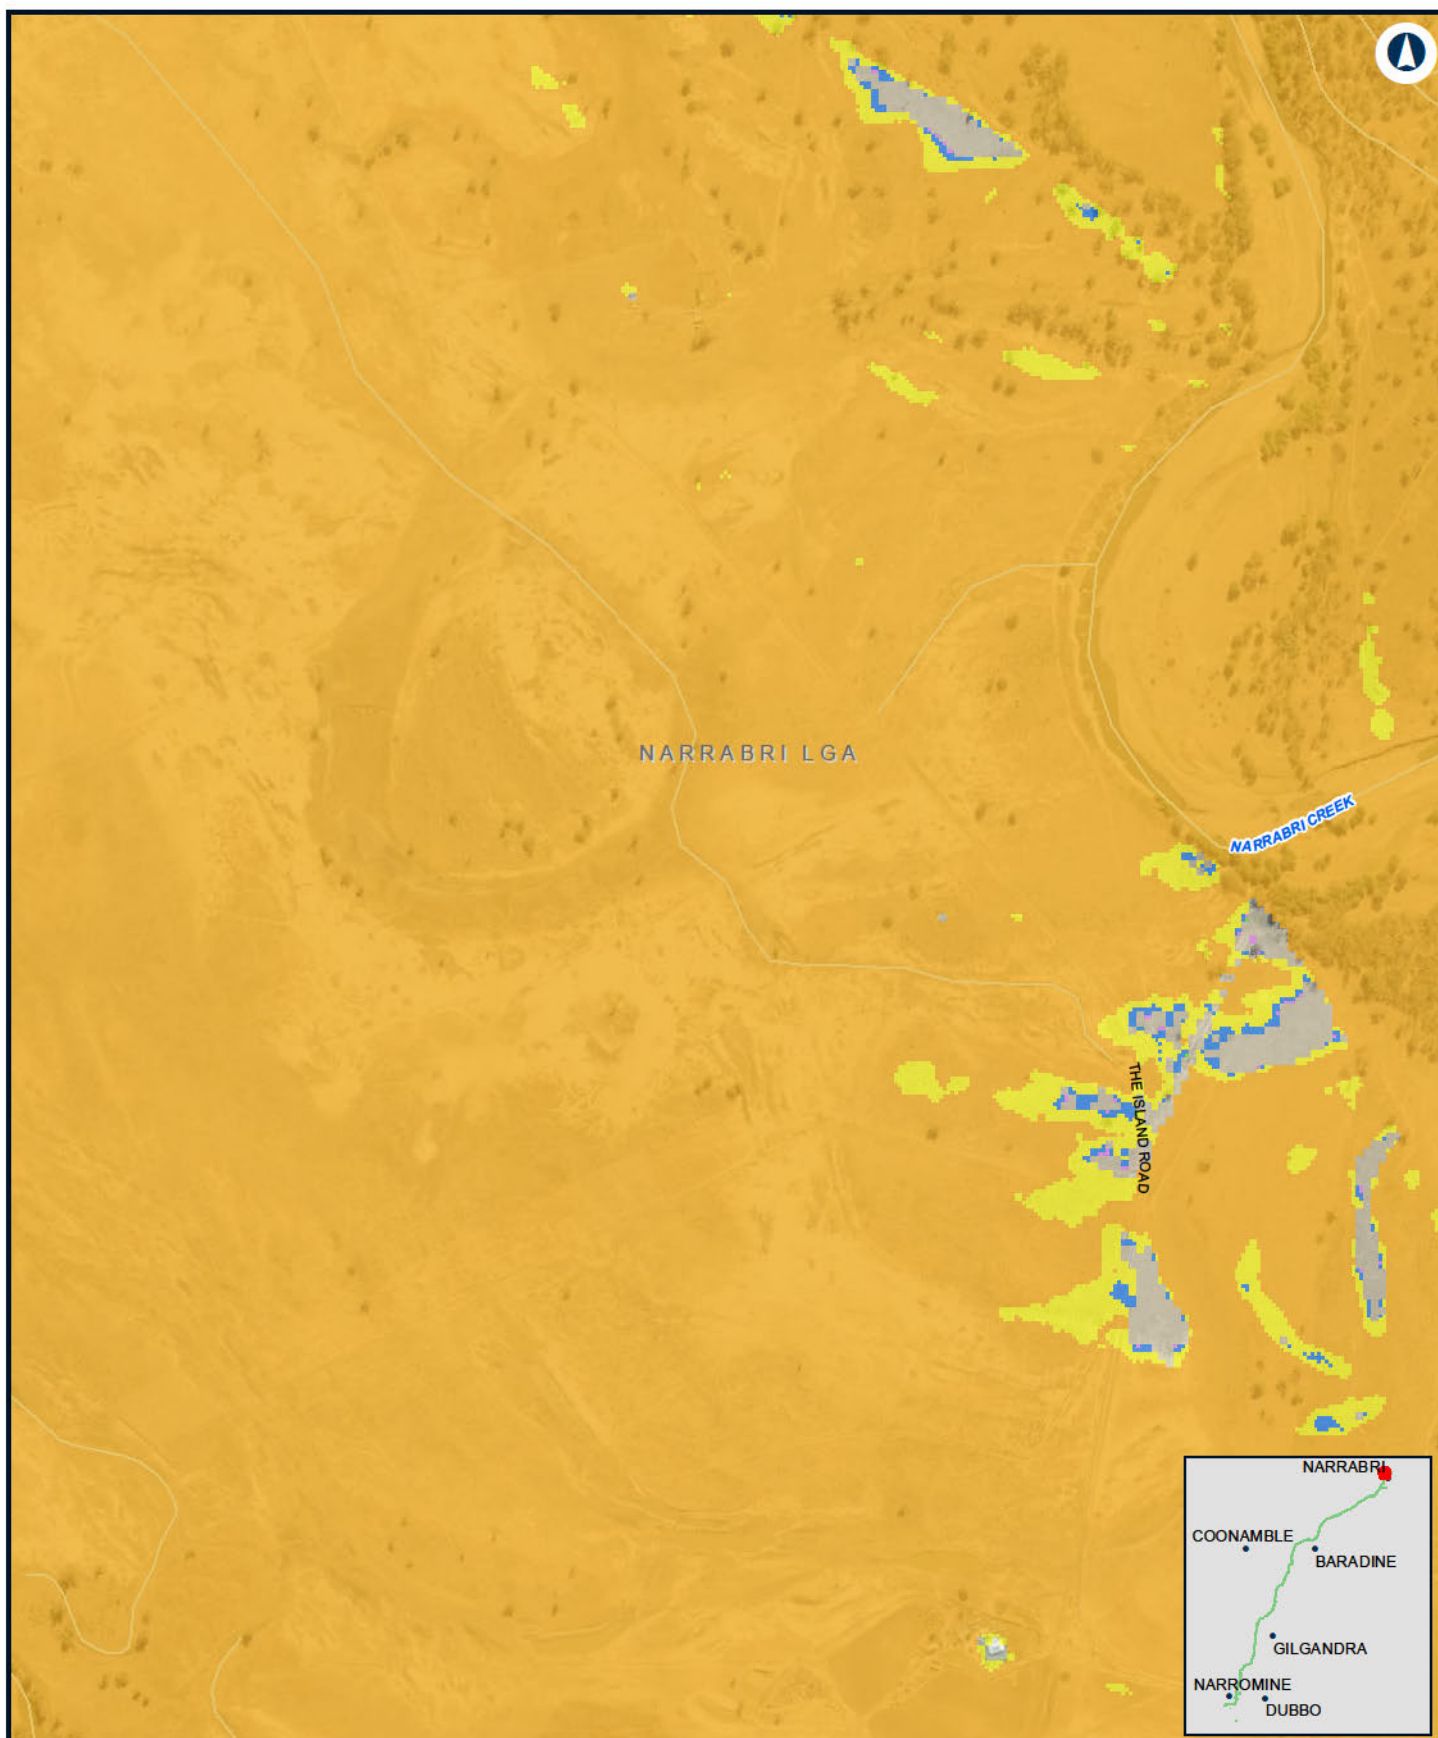 NARRABRI LGA
NARRABRI CREEK
THE ISLAND ROAD
NARRABRI
COONAMBLE
BARADINE
GILGANDRA
NARROMINE
DUBBO